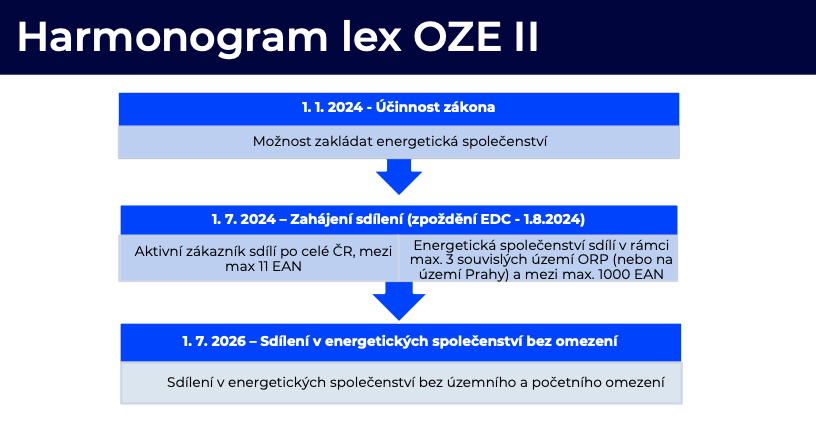 Harmonogram lex OZE II
1. 1. 2024 - Účinnost zákona
Možnost zakládat energetická společenství
1. 7. 2024 – Zahájení sdílení (zpoždění EDC - 1.8.2024)
Aktivní zákazník sdílí po celé ČR, mezi
max 11 EAN
Energetická společenství sdílí v rámci
max. 3 souvislých území ORP (nebo na
území Prahy) a mezi max. 1000 EAN
1. 7. 2026 – Sdílení v energetických společenství bez omezení
Sdílení v energetických společenství bez územního a početního omezení